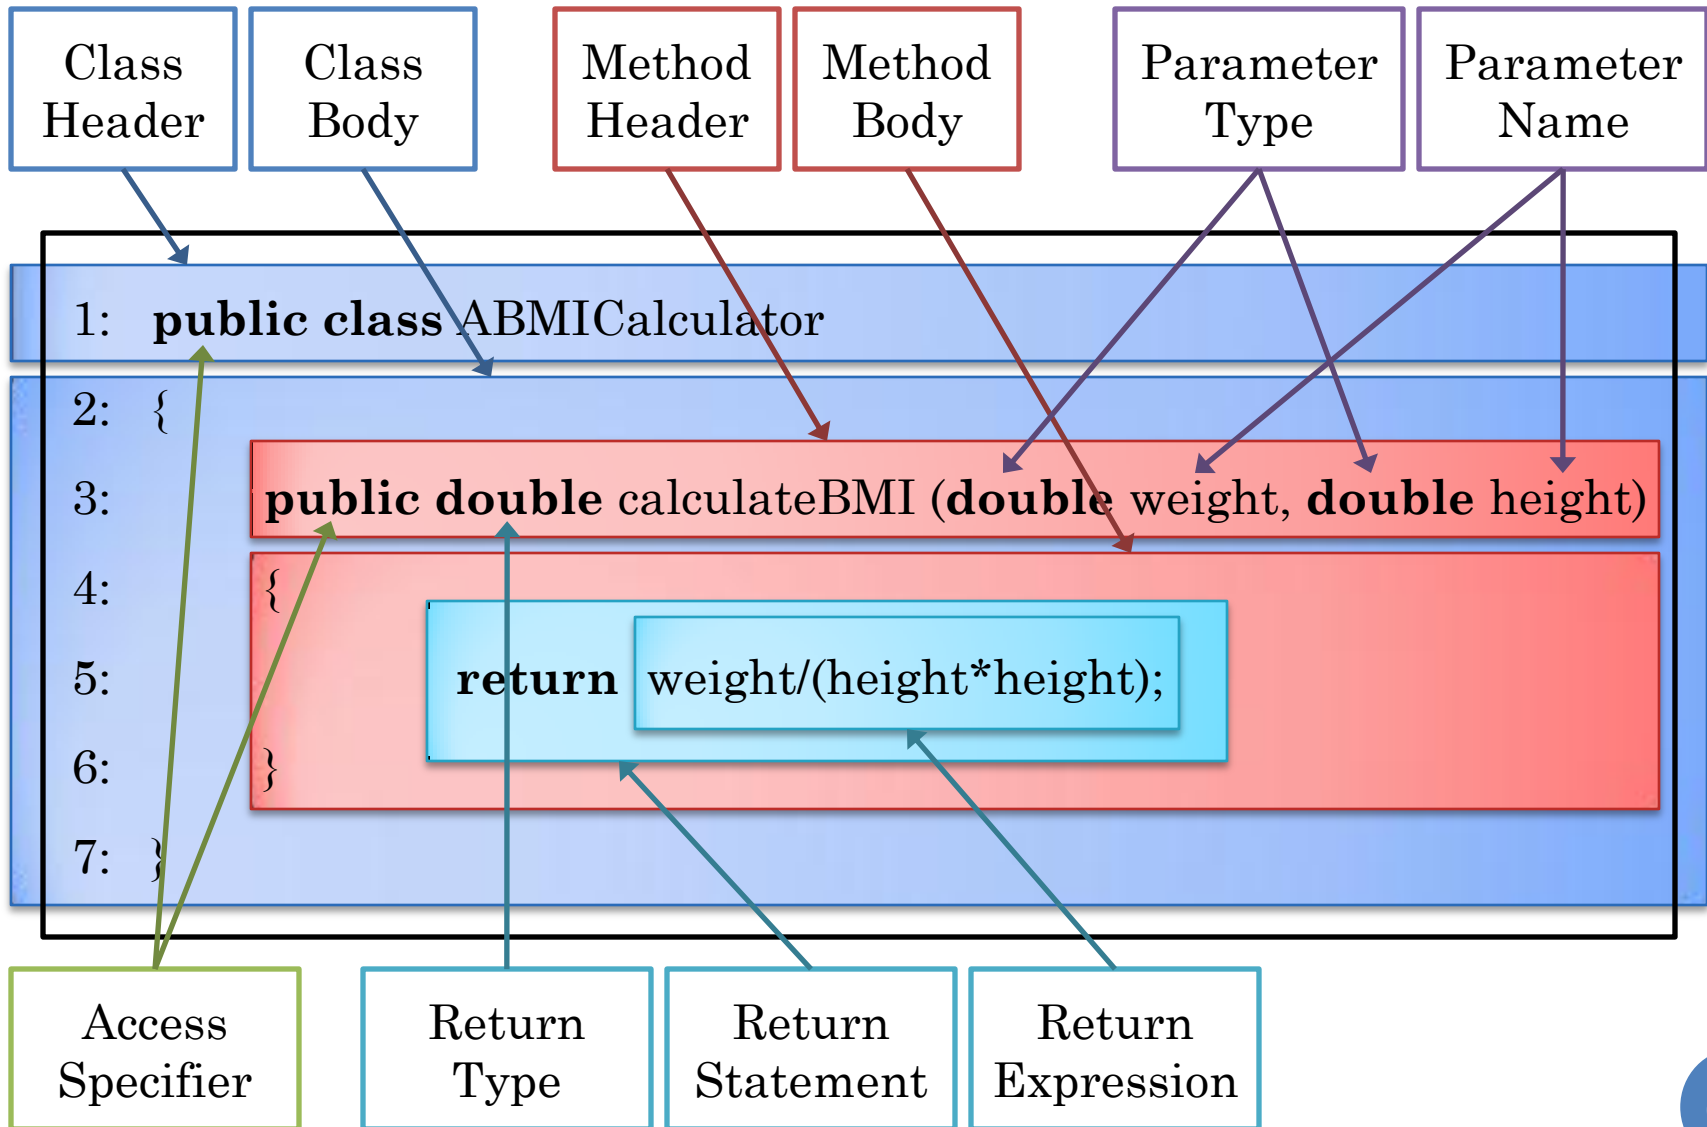 Class Header
Class Body
Method Header
Method Body
Parameter Type
Parameter Name
1: public class ABMICalculator
2: {
3: public double calculateBMI (double weight, double height)
4: {
5: return weight/(height*height);
6: }
7: }
Access Specifier
Return Type
Return Statement
Return Expression